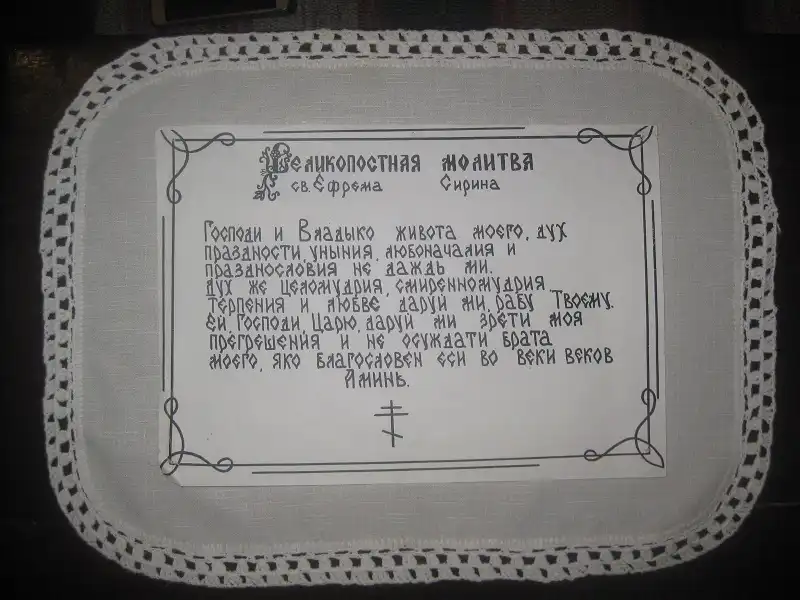 Великопостная молитва
св. Ефрема Сирина
Господи и Владыко живота моего, дух
праздности, уныния, любоначалия и
празднословия не даждь ми.
Дух же целомудрия, смиренномудрия,
терпения и любве даруй ми, рабу Твоему.
Ей, Господи, Царю, даруй ми зрети моя
прегрешения и не осуждати брата
моего, яко благословен еси во веки веков
Аминь.